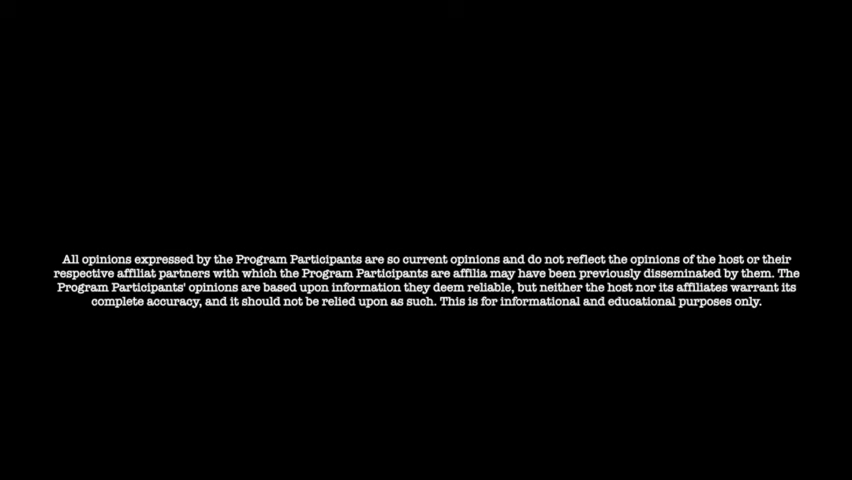 All opinions expressed by the Program Participants are so current opinions and do not reflect the opinions of the host or their
respective affiliat partners with which the Program Participants are affilia may have been previously disseminated by them. The
Program Participants' opinions are based upon information they deem reliable, but neither the host nor its affiliates warrant its
complete accuracy, and it should not be relied upon as such. This is for informational and educational purposes only.